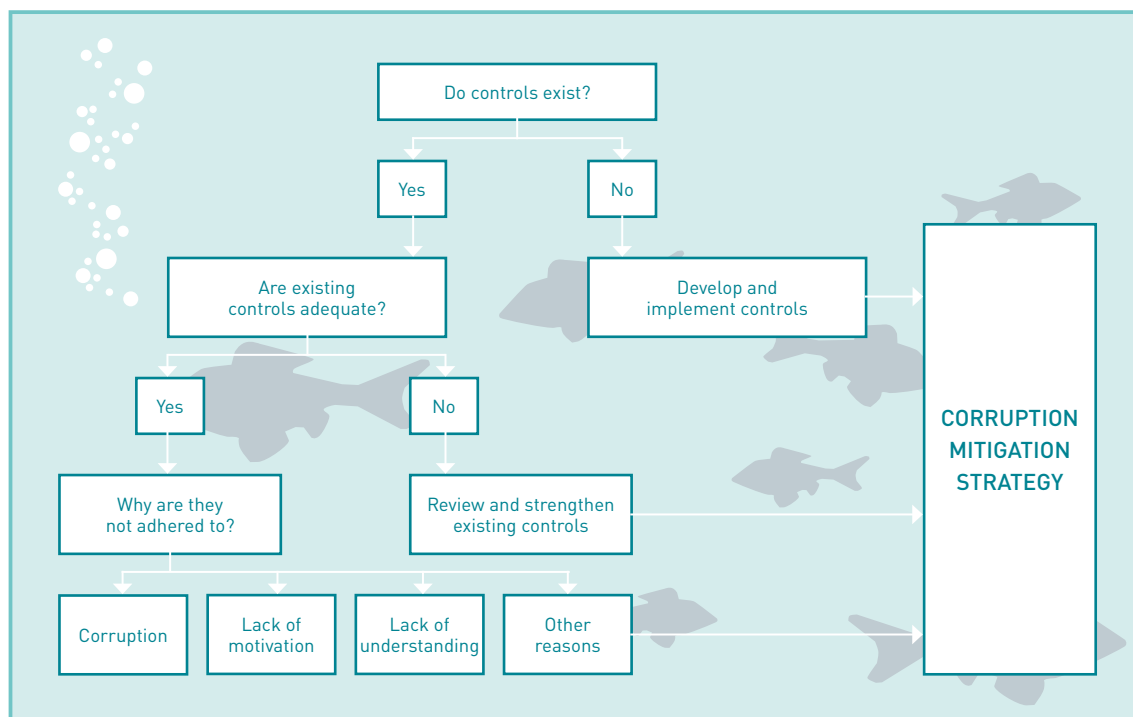 Do controls exist?
Yes
No
Are existing
controls adequate?
Develop and
implement controls
Yes
No
CORRUPTION
MITIGATION
STRATEGY
Why are they
not adhered to?
Review and strengthen
existing controls
Corruption
Lack of
motivation
Lack of
understanding
Other
reasons